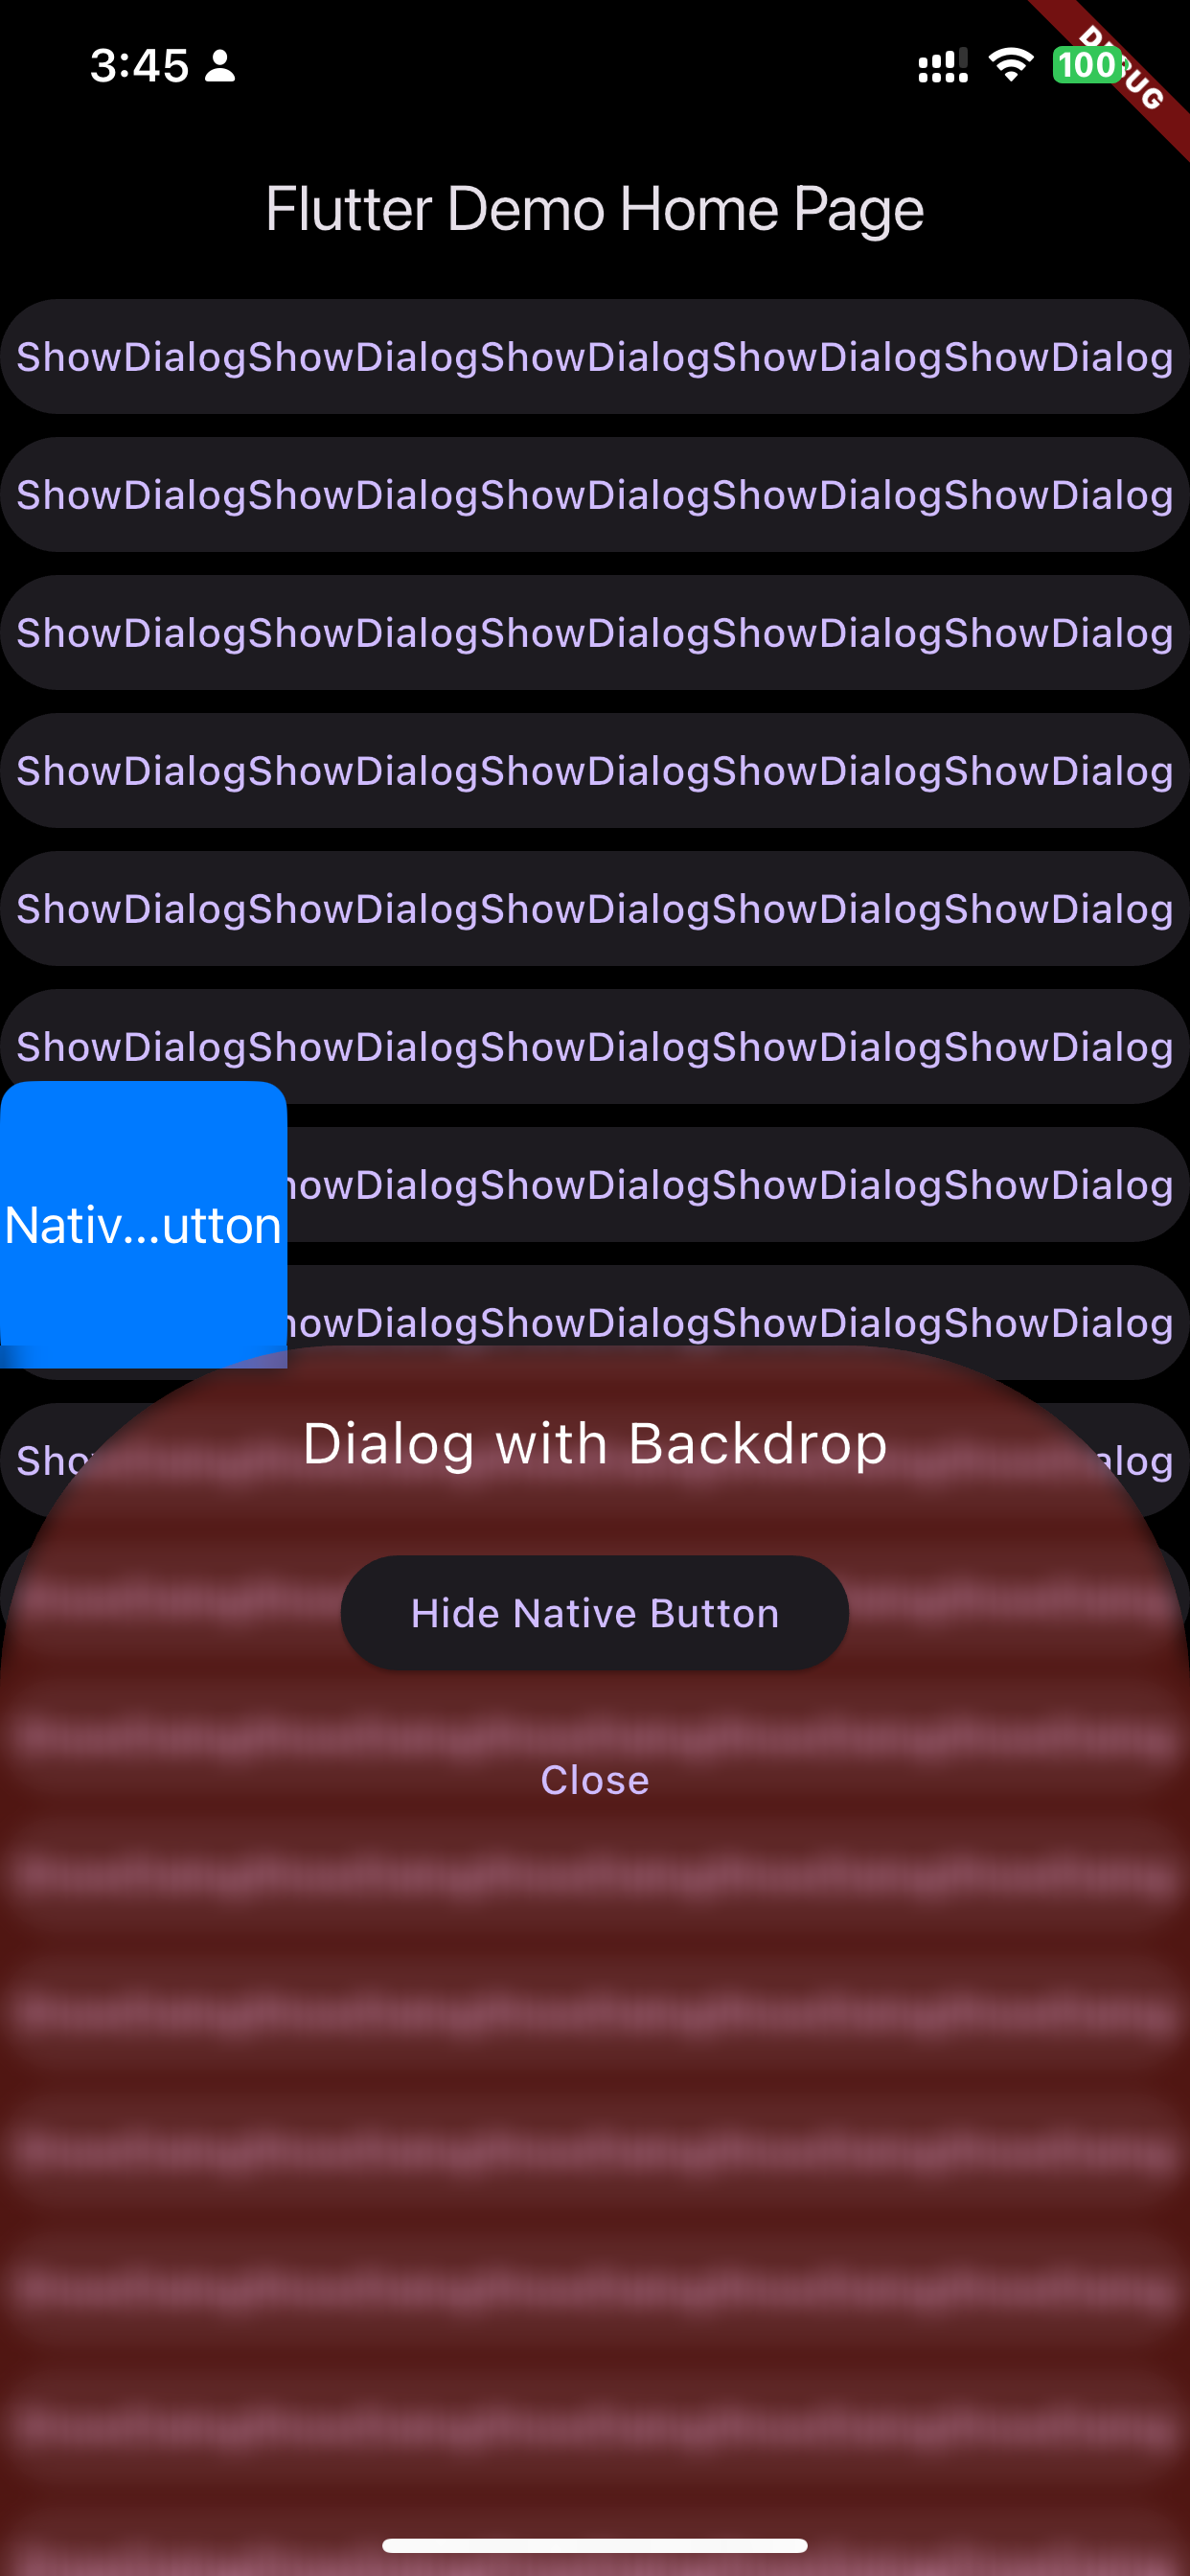 3:45
100
DEBUG
Flutter Demo Home Page
ShowDialogShowDialogShowDialogShowDialogShowDialog
ShowDialogShowDialogShowDialogShowDialogShowDialog
ShowDialogShowDialogShowDialogShowDialogShowDialog
ShowDialogShowDialogShowDialogShowDialogShowDialog
ShowDialogShowDialogShowDialogShowDialogShowDialog
ShowDialogShowDialogShowDialogShowDialogShowDialog
howDialogShowDialogShowDialogShowDialog
Nativ...utton
howDialogShowDialogShowDialogShowDialog
Dialog with Backdrop
Sho alog
Hide Native Button
Close